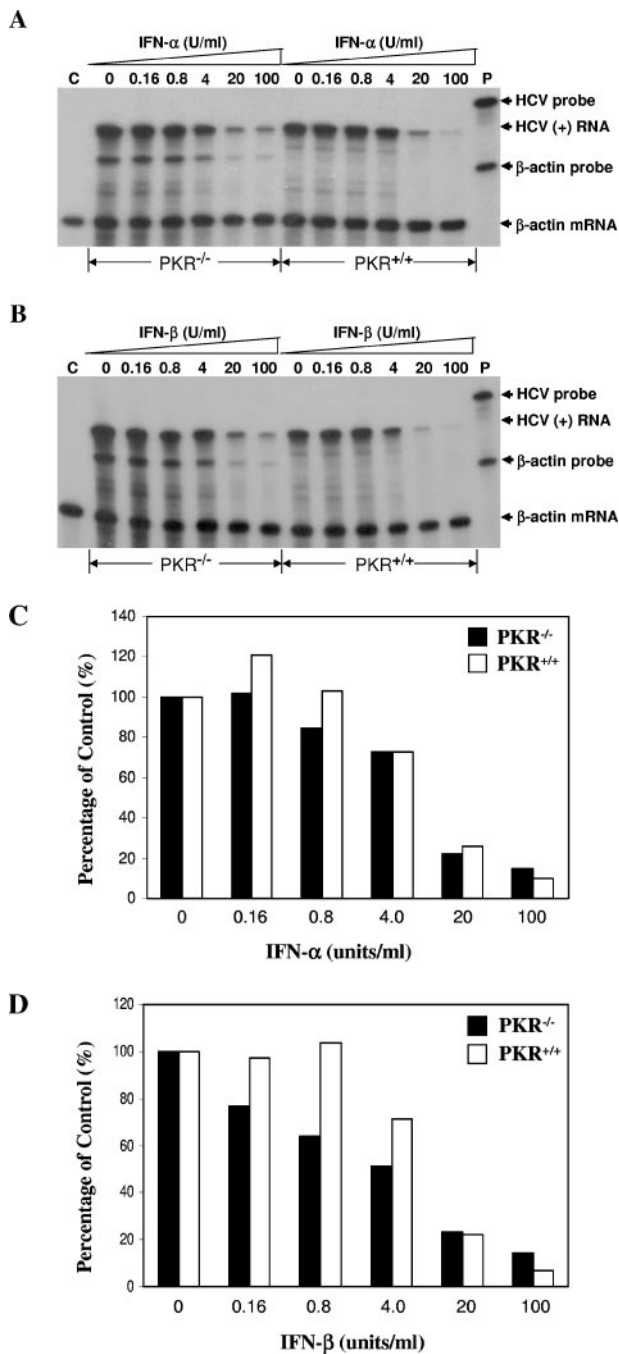 A
IFN-α (U/ml) IFN-α (U/ml)
C 0 0.16 0.8 4 20 100 0 0.16 0.8 4 20 100 P
HCV probe
HCV (+) RNA
β-actin probe
β-actin mRNA
PKR-/- PKR+/+
B
IFN-β (U/ml) IFN-β (U/ml)
C 0 0.16 0.8 4 20 100 0 0.16 0.8 4 20 100 P
HCV probe
HCV (+) RNA
β-actin probe
β-actin mRNA
PKR-/- PKR+/+
C
Percentage of Control (%)
140
120
100
80
60
40
20
0
PKR-/-
PKR+/+
0 0.16 0.8 4.0 20 100
IFN-α (units/ml)
D
Percentage of Control (%)
120
100
80
60
40
20
0
PKR-/-
PKR+/+
0 0.16 0.8 4.0 20 100
IFN-β (units/ml)